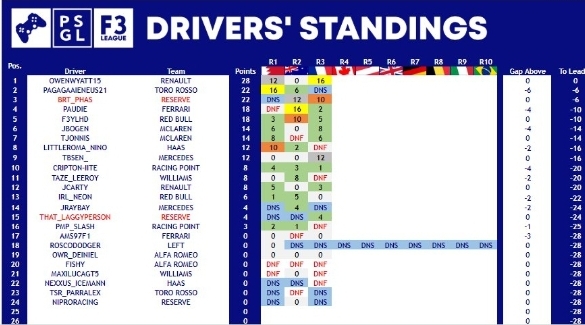 PSGL F3 LEAGUE DRIVERS' STANDINGS
R1 R2 R3 R4 R5 R6 R7 R8 R9 R10
Pos. Driver Team Points Gap Above To Lead
1 OWENWYATT15 RENAULT 28 12 0 16 0 0
2 PAGAGAAIENEUS21 TORO ROSSO 22 16 6 DNS -6 -6
3 BRT_PHAS RESERVE 22 DNS 12 10 0 -6
4 PAUDIE FERRARI 18 DNF 16 2 -4 -10
5 F3YLHD RED BULL 18 3 10 5 0 -10
6 JBOGEN MCLAREN 14 6 0 8 -4 -14
7 TJONNIS MCLAREN 14 8 DNF 6 0 -14
8 LITTLEROMA_NINO HAAS 12 10 2 DNF -2 -16
9 TBSEN_ MERCEDES 12 0 0 12 0 -16
10 CRIPTON-IITE RACING POINT 8 4 3 1 -4 -20
11 TAZE_LEEROY WILLIAMS 8 0 8 DNF
12 JCARTY RENAULT 8 5 0 3 0
13 IRL_NEON RED BULL 6 1 5 0 -2 -22
14 JRAYBAY MERCEDES 4 DNS 4 DNS -2 -24
15 THAT_LAGGYPERSON RESERVE 4 DNS DNS 4 0 -24
16 PMP_SLASH RACING POINT 3 2 1 DNF -1 -25
17 AMS97F1 FERRARI 0 0 DNF 0 -3 -28
18 ROSCODODGER LEFT 0 0 DNS DNS DNS DNS DNS DNS DNS DNS DNS 0 -28
19 OWR_DEINIEL ALFA ROMEO 0 0 0 0 0 -28
20 FISHY ALFA ROMEO 0 DNF DNF DNF 0 -28
21 MAXILUCAGT5 WILLIAMS 0 DNF 0 0 0 -28
22 NEXXUS_ICEMANN HAAS 0 DNS DNS DNF 0 -28
23 TSR_PARRALEX TORO ROSSO 0 DNS DNF DNS 0 -28
24 NIPRORACING RESERVE 0 DNS 0 0 0 -28
25 0 0 -28
26 0 0 -28